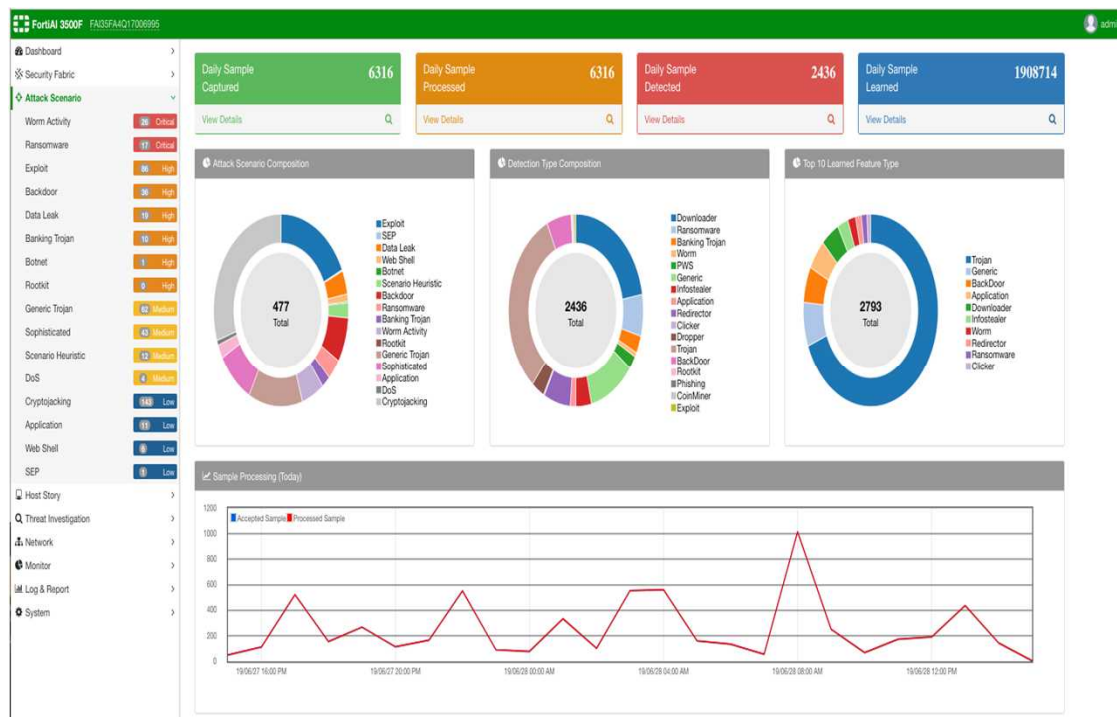 FortiAI 3500F FAI35FA4Q17006995
admin
Dashboard
Security Fabric
Attack Scenario
Worm Activity 26 Critical
Ransomware 17 Critical
Exploit 86 High
Backdoor 36 High
Data Leak 19 High
Banking Trojan 10 High
Botnet 1 High
Rootkit 0 High
Generic Trojan 62 Medium
Sophisticated 43 Medium
Scenario Heuristic 12 Medium
DoS 4 Medium
Cryptojacking 143 Low
Application 11 Low
Web Shell Low
SEP 1 Low
Host Story
Threat Investigation
Network
Monitor
Log & Report
System
Daily Sample
Captured
6316
View Details
Daily Sample
Processed
6316
View Details
Daily Sample
Detected
2436
View Details
Daily Sample
Learned
1908714
View Details
Attack Scenario Composition
477
Total
Exploit
SEP
Data Leak
Web Shell
Botnet
Scenario Heuristic
Backdoor
Ransomware
Banking Trojan
Worm Activity
Rootkit
Generic Trojan
Sophisticated
Application
DoS
Cryptojacking
Detection Type Composition
2436
Total
Downloader
Ransomware
Banking Trojan
Worm
PWS
Generic
Infostealer
Application
Redirector
Clicker
Dropper
Trojan
BackDoor
Rootkit
Phishing
CoinMiner
Exploit
Top 10 Learned Feature Type
2793
Total
Trojan
Generic
BackDoor
Application
Downloader
Infostealer
Worm
Redirector
Ransomware
Clicker
Sample Processing (Today)
Accepted Sample Processed Sample
1200
1000
800
600
400
200
0
19/06/27 16:00 PM
19/06/27 20:00 PM
19/06/28 00:00 AM
19/06/28 04:00 AM
19/06/28 08:00 AM
19/06/28 12:00 PM